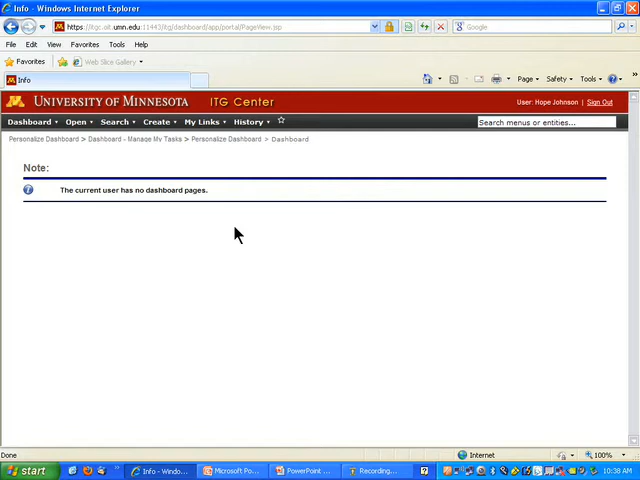 Info - Windows Internet Explorer
https://itgc.oit.umn.edu:11443/itg/dashboard/app/portal/PageView.jsp
Google
File Edit View Favorites Tools Help
Favorites Web Slice Gallery
Info
Page Safety Tools
UNIVERSITY OF MINNESOTA ITG Center
User: Hope Johnson Sign Out
Dashboard Open Search Create My Links History
Search menus or entities...
Personalize Dashboard > Dashboard - Manage My Tasks > Personalize Dashboard > Dashboard
Note:
The current user has no dashboard pages.
Done
Internet
100%
start
Info - Windo...
Microsoft Po...
PowerPoint ...
Recording...
10:38 AM